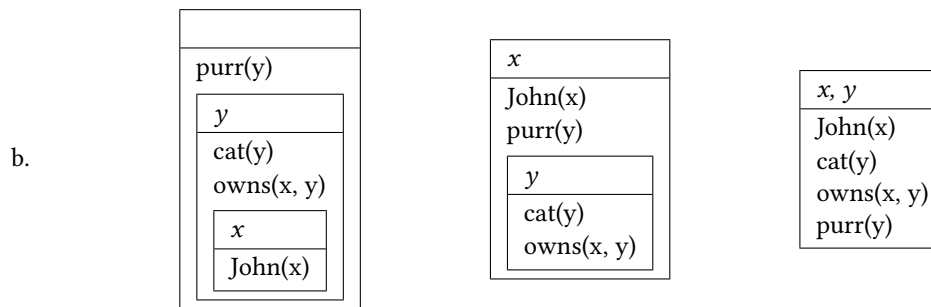 b.
purr(y)
y
cat(y)
owns(x, y)
x
John(x)
x
John(x)
purr(y)
y
cat(y)
owns(x, y)
x, y
John(x)
cat(y)
owns(x, y)
purr(y)